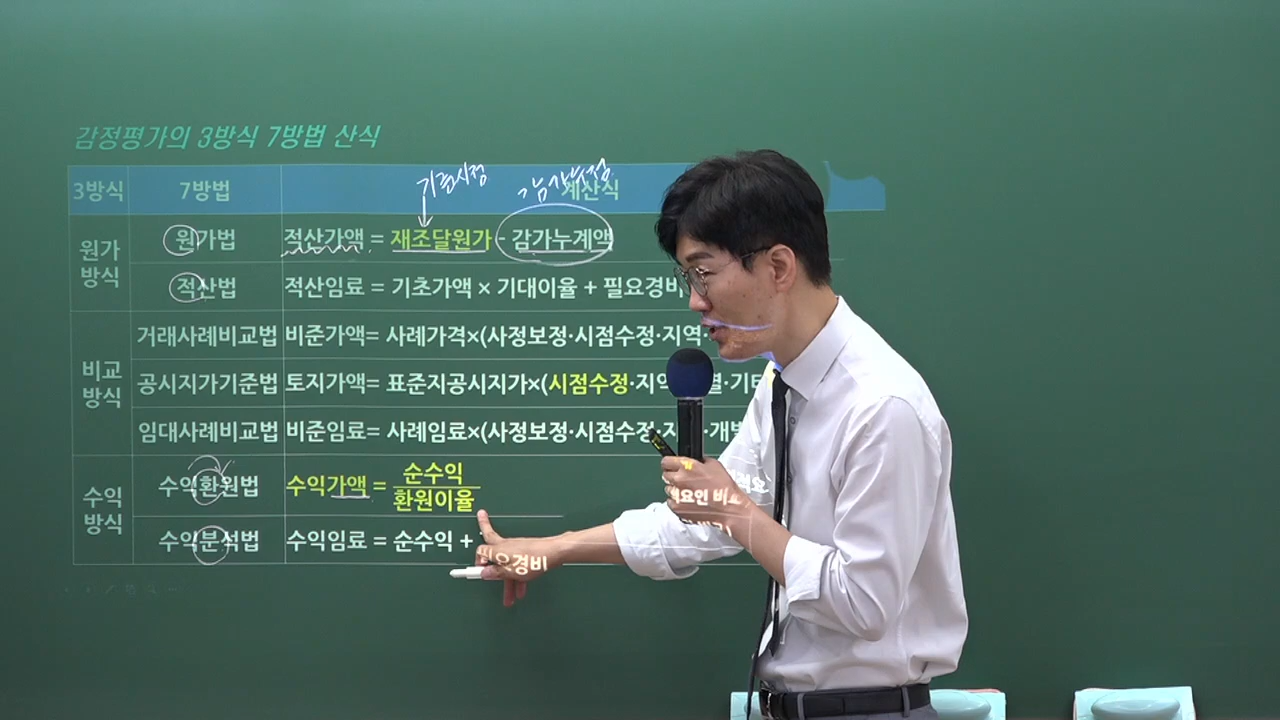 감정평가의 3방식 7방법 산식
기준시점
3방식 7방법 계산식
원가방식
원가법 적산가액 = 재조달원가 - 감가누계액
적산법 적산임료 = 기초가액 × 기대이율 + 필요경비
비교방식
거래사례비교법 비준가액= 사례가격×(사정보정·시점수정·지역·
공시지가기준법 토지가액= 표준지공시지가×(시점수정·지역
임대사례비교법 비준임료= 사례임료×(사정보정·시점수정
수익방식
수익환원법 수익가액 = 순수익
환원이율
수익분석법 수익임료 = 순수익 + 필요경비